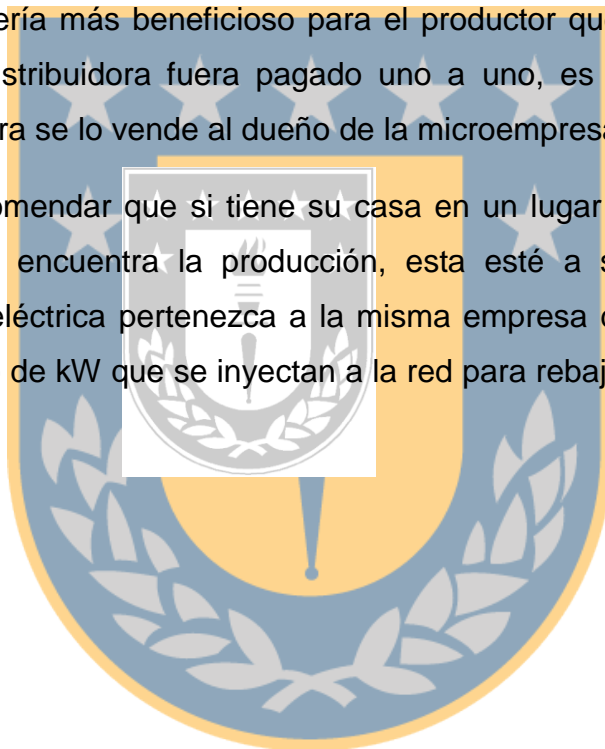 ería más beneficioso para el productor qu
stribuidora fuera pagado uno a uno, es
ra se lo vende al dueño de la microempresa
omendar que si tiene su casa en un lugar
encuentra la producción, esta esté a s
eléctrica pertenezca a la misma empresa
de kW que se inyectan a la red para rebaj